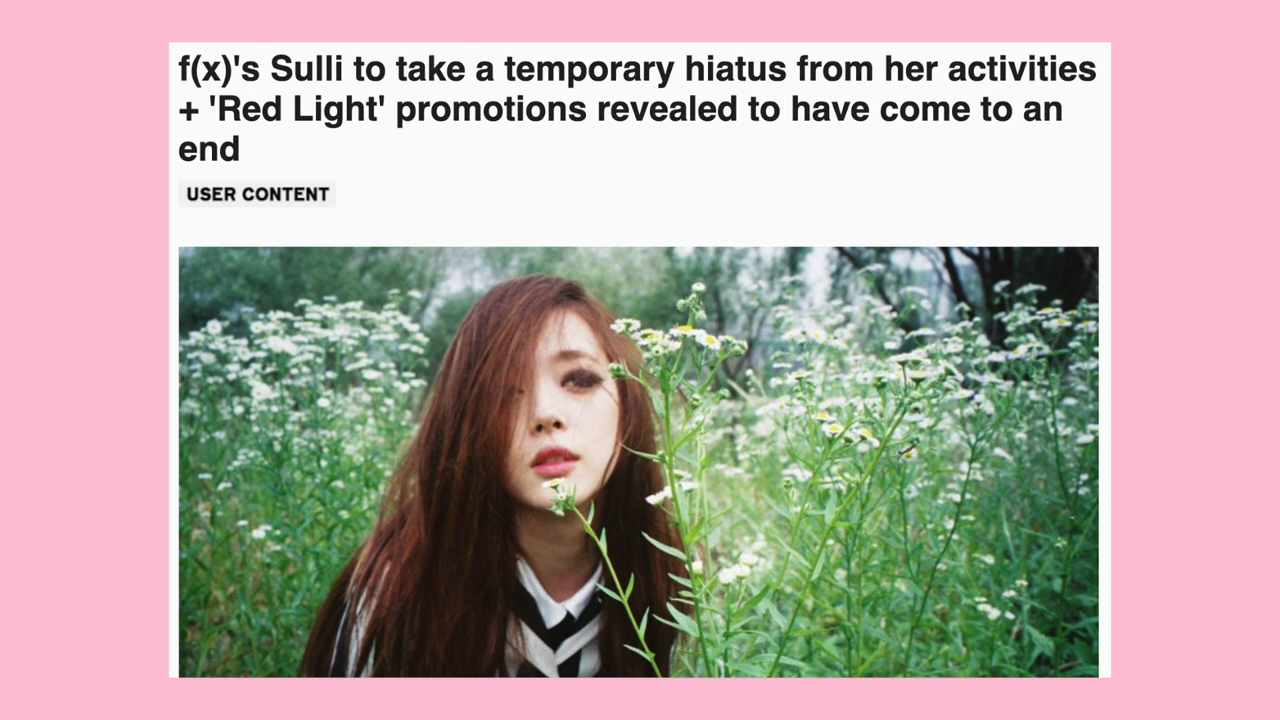 f(x)'s Sulli to take a temporary hiatus from her activities
+ 'Red Light' promotions revealed to have come to an
end
USER CONTENT